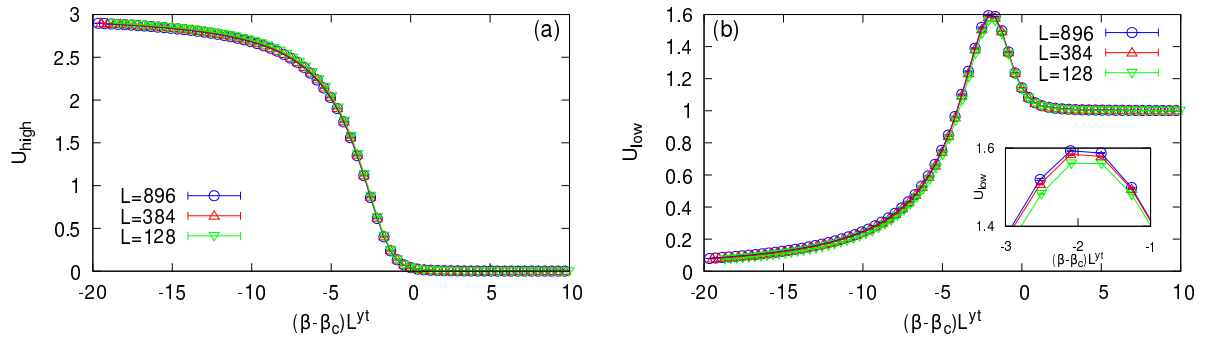 3
2.5
2
1.5
1
0.5
0
U_high
(a)
L=896
L=384
L=128
-20 -15 -10 -5 0 5 10
(β-β_c)L^yt
1.6
1.4
1.2
1
0.8
0.6
0.4
0.2
0
U_low
(b)
L=896
L=384
L=128
1.6
1.4
U_low
-3 -2 -1
(β-β_c)L^yt
-20 -15 -10 -5 0 5 10
(β-β_c)L^yt